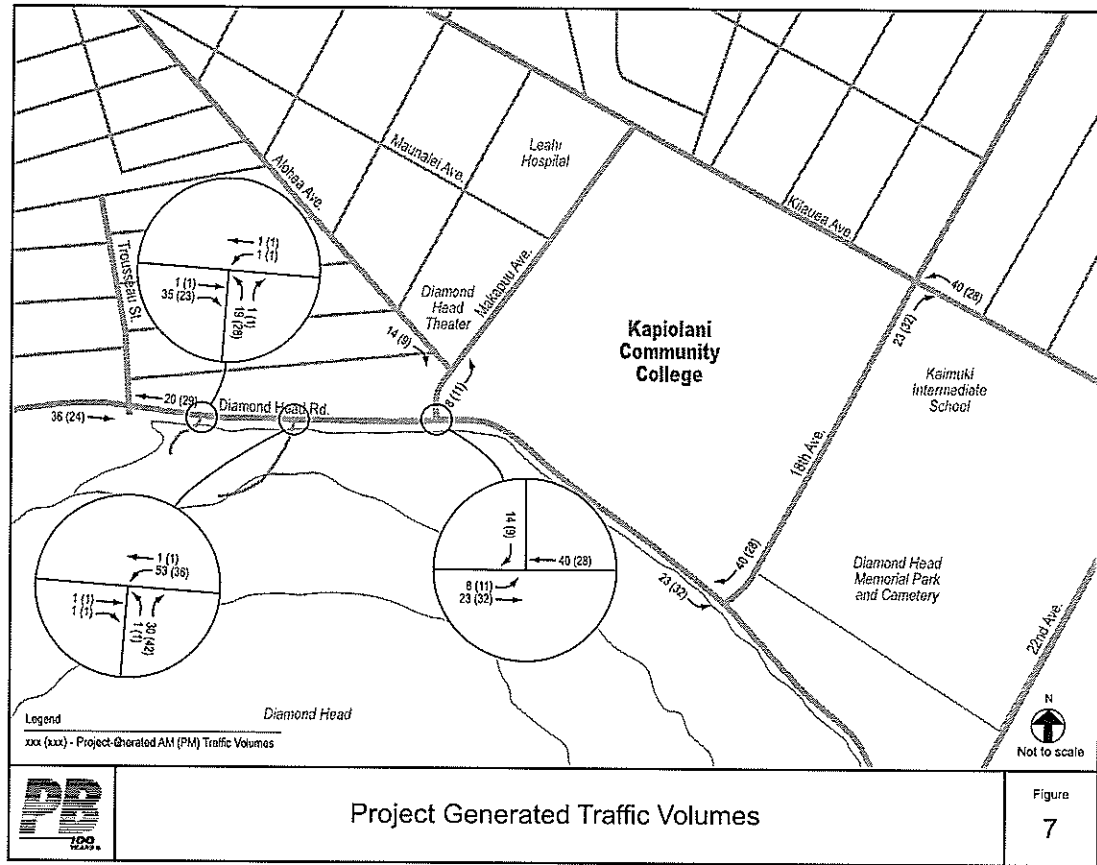 Leahi
Hospital
Maunalei Ave.
Alohaa Ave.
Kilauea Ave.
Makapuu Ave.
Trousseau St.
1 (1)
1 (1)
1 (1)
35 (23)
19 (28)
1 (1)
Diamond
Head
Theater
14 (9)
8 (11)
Kapiolani
Community
College
40 (28)
23 (32)
Kaimuki
Intermediate
School
20 (29)
Diamond Head Rd.
36 (24)
18th Ave.
14 (9)
40 (28)
8 (11)
23 (32)
1 (1)
53 (36)
1 (1)
1 (1)
1 (1)
30 (42)
40 (28)
23 (32)
Diamond Head
Memorial Park
and Cametery
22nd Ave.
Diamond Head
Legend
xxx (xxx) - Project-Gherated AM (PM) Traffic Volumes
N
Not to scale
PB
100
YEARS
Project Generated Traffic Volumes
Figure
7